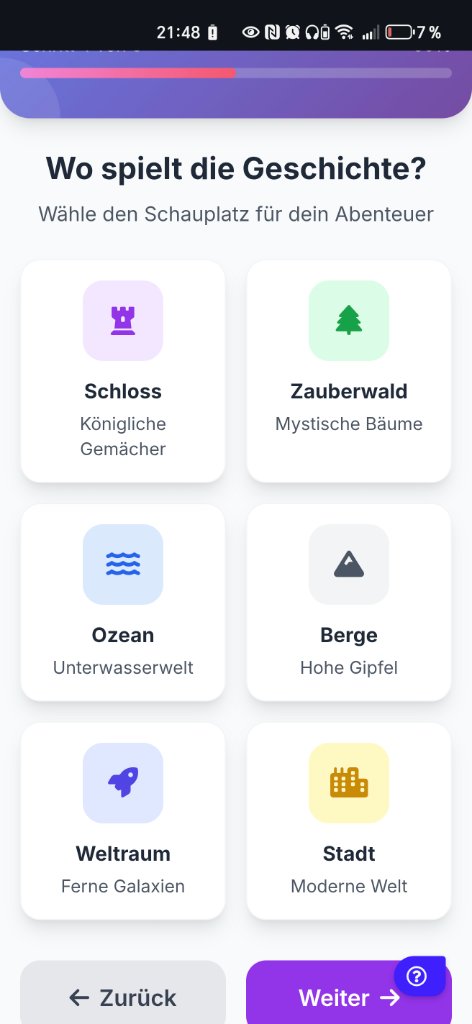 21:48 7 %
Wo spielt die Geschichte?
Wähle den Schauplatz für dein Abenteuer
Schloss
Königliche
Gemächer
Zauberwald
Mystische Bäume
Ozean
Unterwasserwelt
Berge
Hohe Gipfel
Weltraum
Ferne Galaxien
Stadt
Moderne Welt
← Zurück
Weiter →